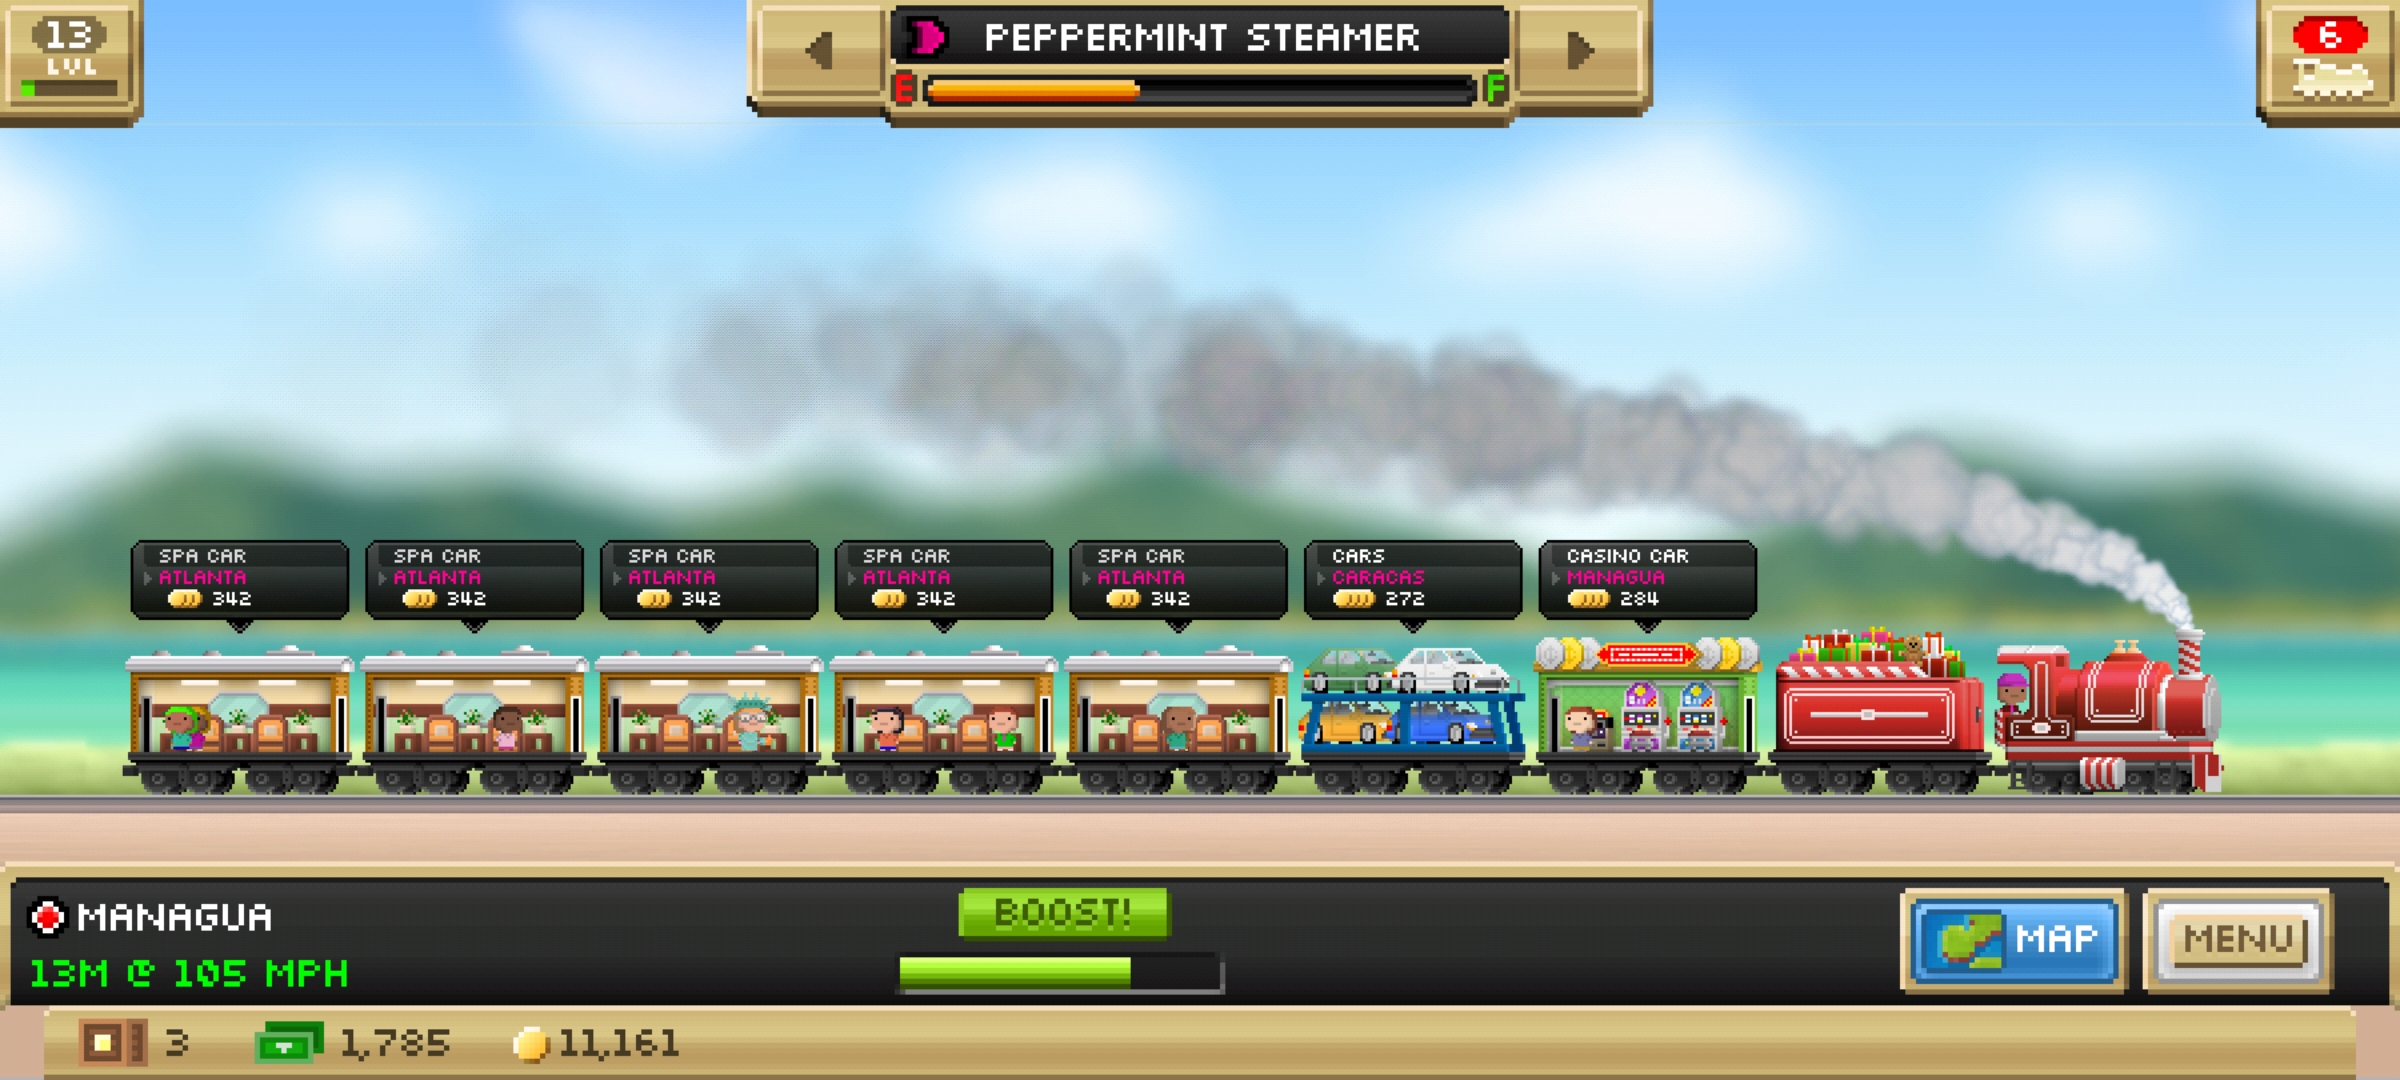 13
LVL
PEPPERMINT STEAMER
E
F
6
SPA CAR
ATLANTA
342
SPA CAR
ATLANTA
342
SPA CAR
ATLANTA
342
SPA CAR
ATLANTA
342
SPA CAR
ATLANTA
342
CARS
CARACAS
272
CASINO CAR
MANAGUA
284
MANAGUA
13M @ 105 MPH
BOOST!
MAP
MENU
3
1,785
11,161